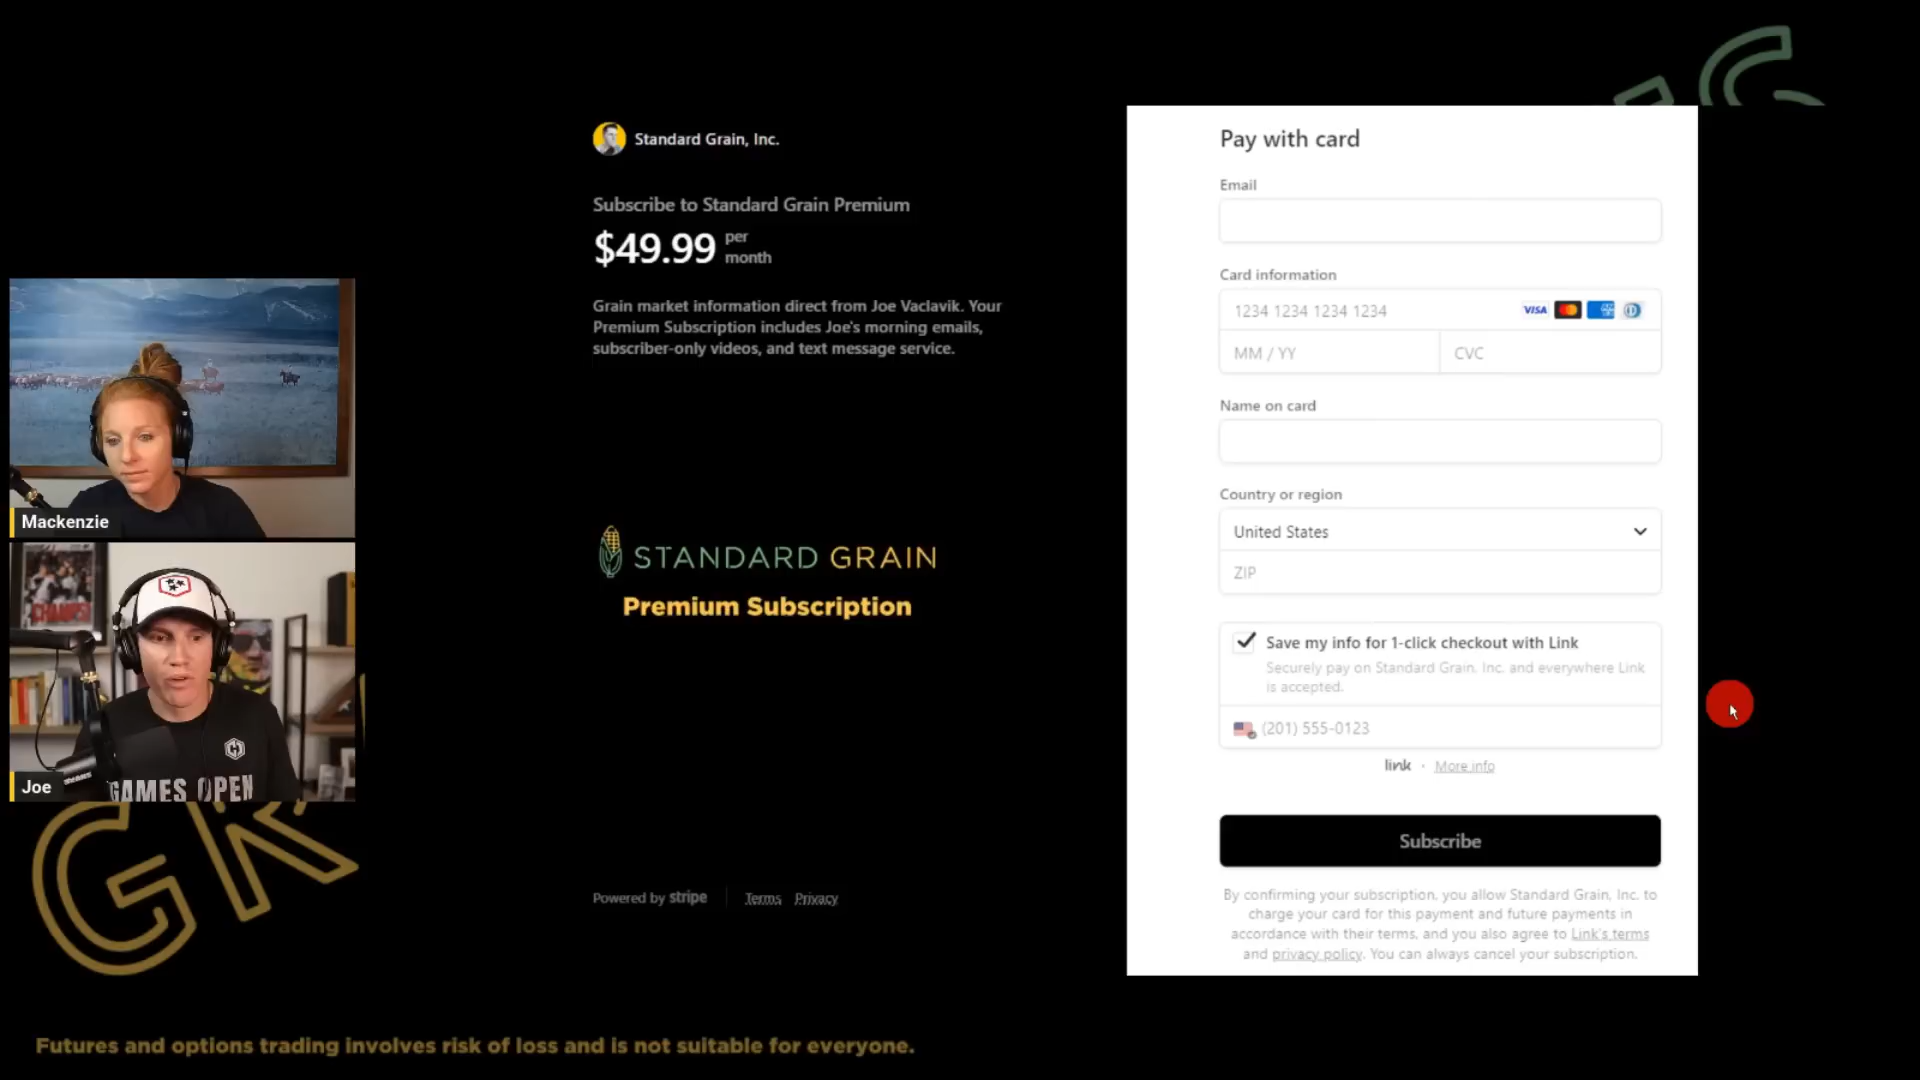 Standard Grain, Inc.
Subscribe to Standard Grain Premium
$49.99 per
month
Grain market information direct from Joe Vaclavik. Your
Premium Subscription includes Joe's morning emails,
subscriber-only videos, and text message service.
STANDARD GRAIN
Premium Subscription
Powered by stripe
Terms Privacy
Pay with card
Email
Card information
1234 1234 1234 1234
VISA
MM / YY
CVC
Name on card
Country or region
United States
ZIP
Save my info for 1-click checkout with Link
Securely pay on Standard Grain, Inc. and everywhere Link
is accepted.
(201) 555-0123
link · More info
Subscribe
By confirming your subscription, you allow Standard Grain, Inc. to
charge your card for this payment and future payments in
accordance with their terms, and you also agree to Link's terms
and privacy policy. You can always cancel your subscription.
Mackenzie
CHAMPS!
Joe
GAMES OPEN
GR
G
Futures and options trading involves risk of loss and is not suitable for everyone.